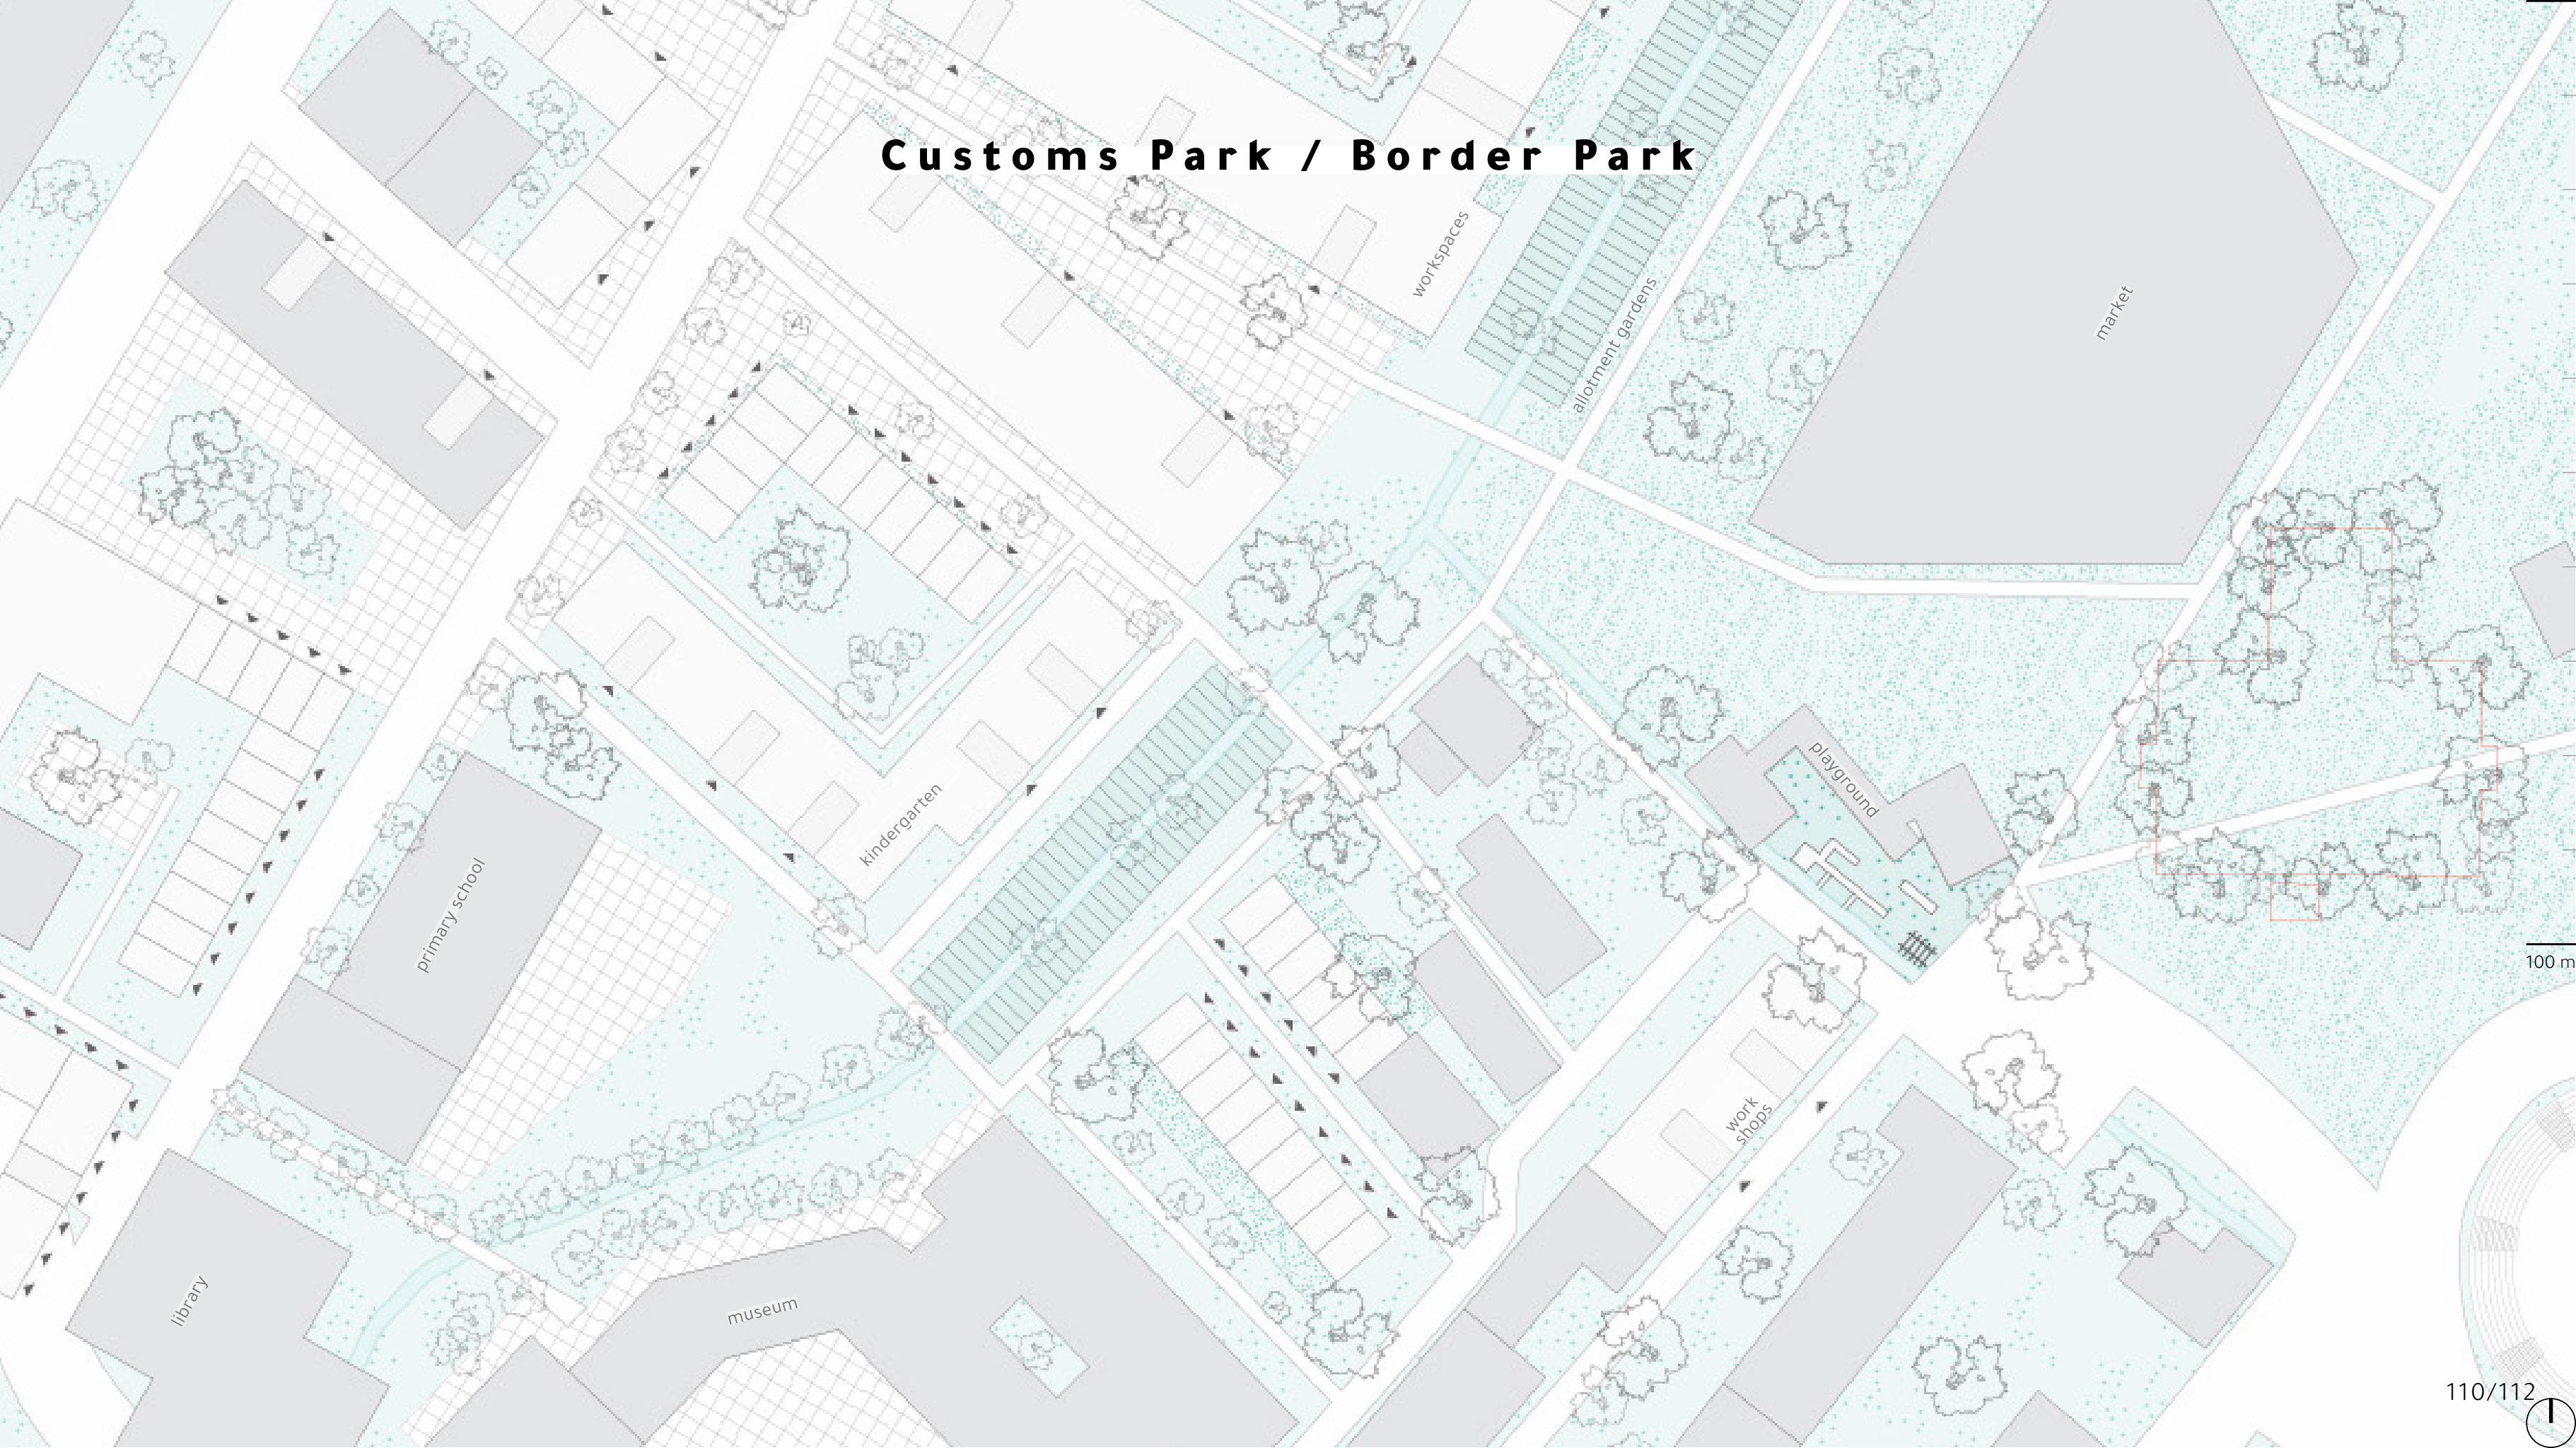 Customs Park / Border Park
workspaces
allotment gardens
market
playground
kindergarten
primary school
100 m
work
shops
library
museum
110/112